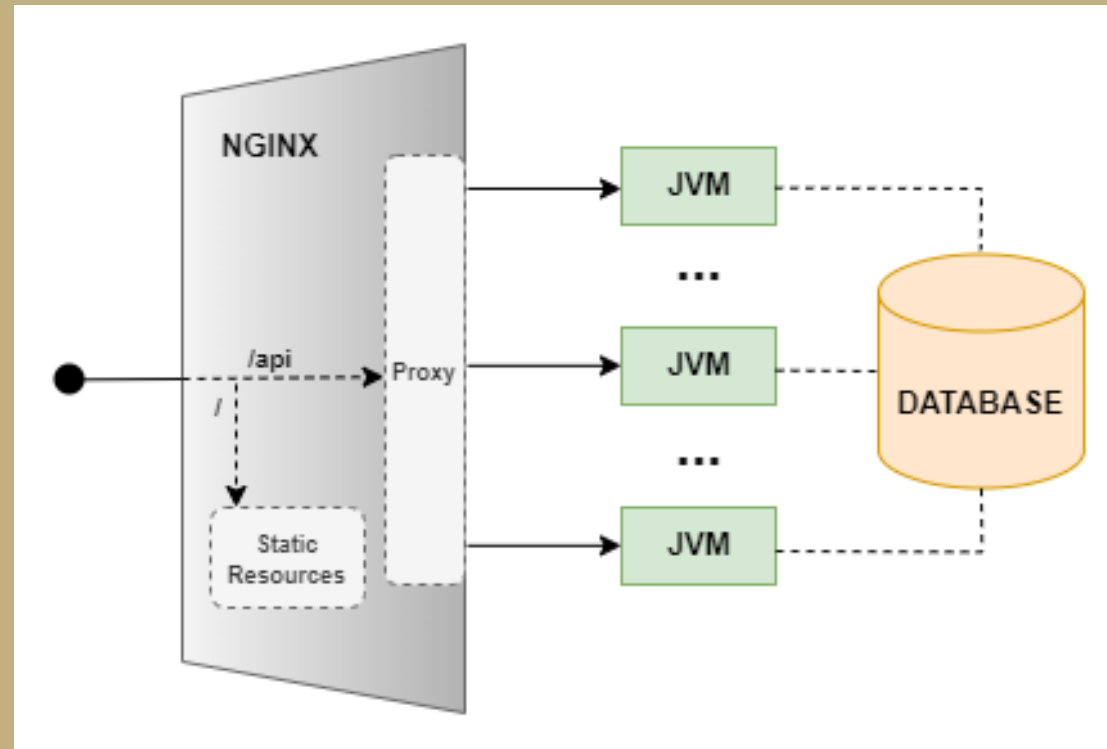 NGINX
JVM
...
/api
/
Proxy
JVM
DATABASE
...
Static
Resources
JVM